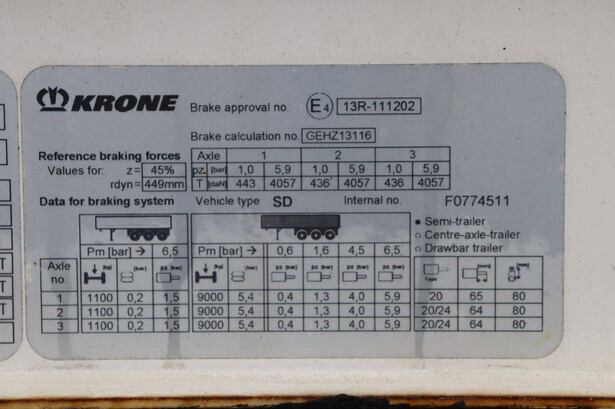 KRONE Brake approval no. E4 13R-111202
Brake calculation no. GEHZ13116
Reference braking forces Axle 1 2 3
Values for: z= 45% pz. [bar] 1,0 5,9 1,0 5,9 1,0 5,9
rdyn= 449mm T [daN] 443 4057 436 4057 436 4057
Data for braking system Vehicle type SD Internal no. F0774511
Semi-trailer
Centre-axle-trailer
Drawbar trailer
Pm [bar] → 6,5 Pm [bar] → 0,6 1,6 4,5 6,5
Axle no.
1 1100 0,2 1,5 9000 5,4 0,4 1,3 4,0 5,9 20 65 80
2 1100 0,2 1,5 9000 5,4 0,4 1,3 4,0 5,9 20/24 64 80
3 1100 0,2 1,5 9000 5,4 0,4 1,3 4,0 5,9 20/24 64 80
T
T
T